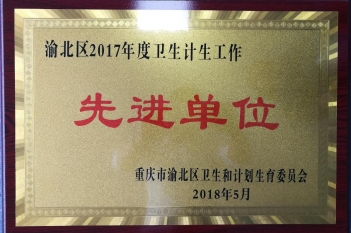 渝北区2017年度卫生计生工作
先进单位
重庆市渝北区卫生和计划生育委员会
2018年5月